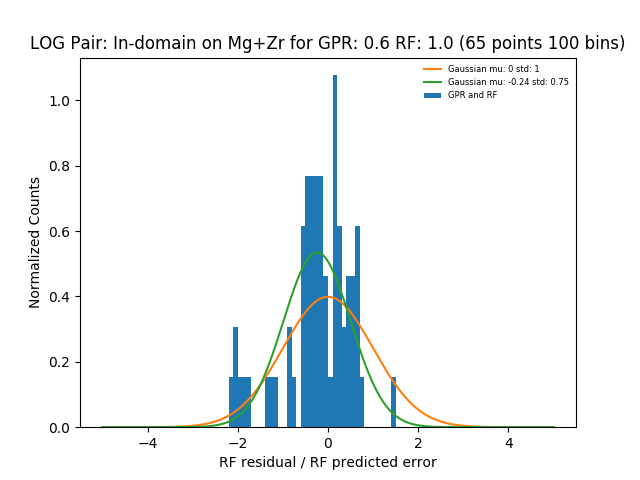 LOG Pair: In-domain on Mg+Zr for GPR: 0.6 RF: 1.0 (65 points 100 bins)
Gaussian mu: 0 std: 1
Gaussian mu: -0.24 std: 0.75
GPR and RF
Normalized Counts
1.0
0.8
0.6
0.4
0.2
0.0
−4 −2 0 2 4
RF residual / RF predicted error